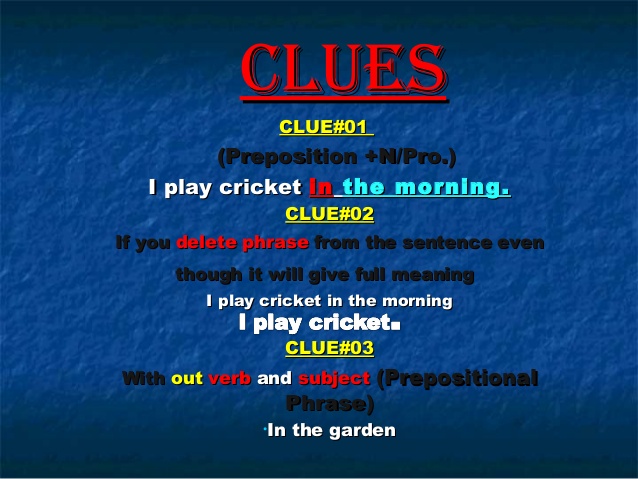 CLUES
CLUE#01
(Preposition +N/Pro.)
I play cricket in the morning.
CLUE#02
If you delete phrase from the sentence even
though it will give full meaning
I play cricket in the morning
I play cricket.
CLUE#03
With out verb and subject (Prepositional
Phrase)
•In the garden